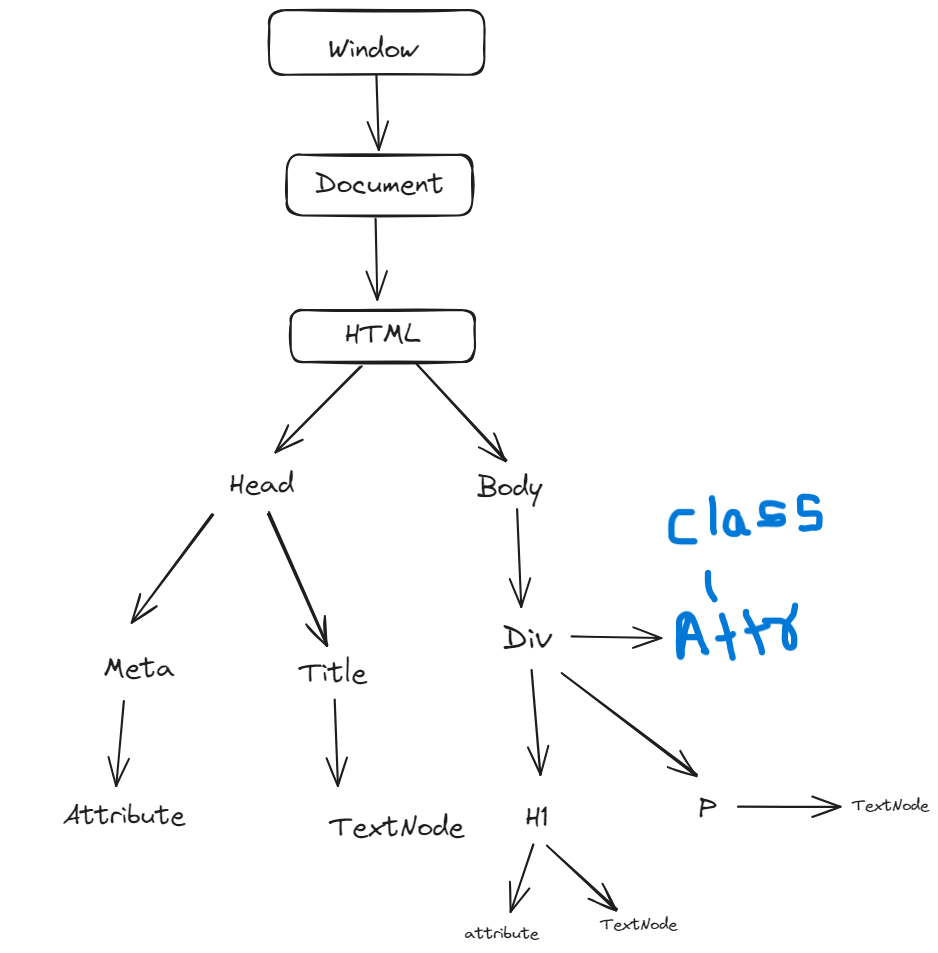 Window
Document
HTML
Head
Body
class
Div
Attr
Meta
Title
Attribute
TextNode
H1
P
TextNode
attribute
TextNode